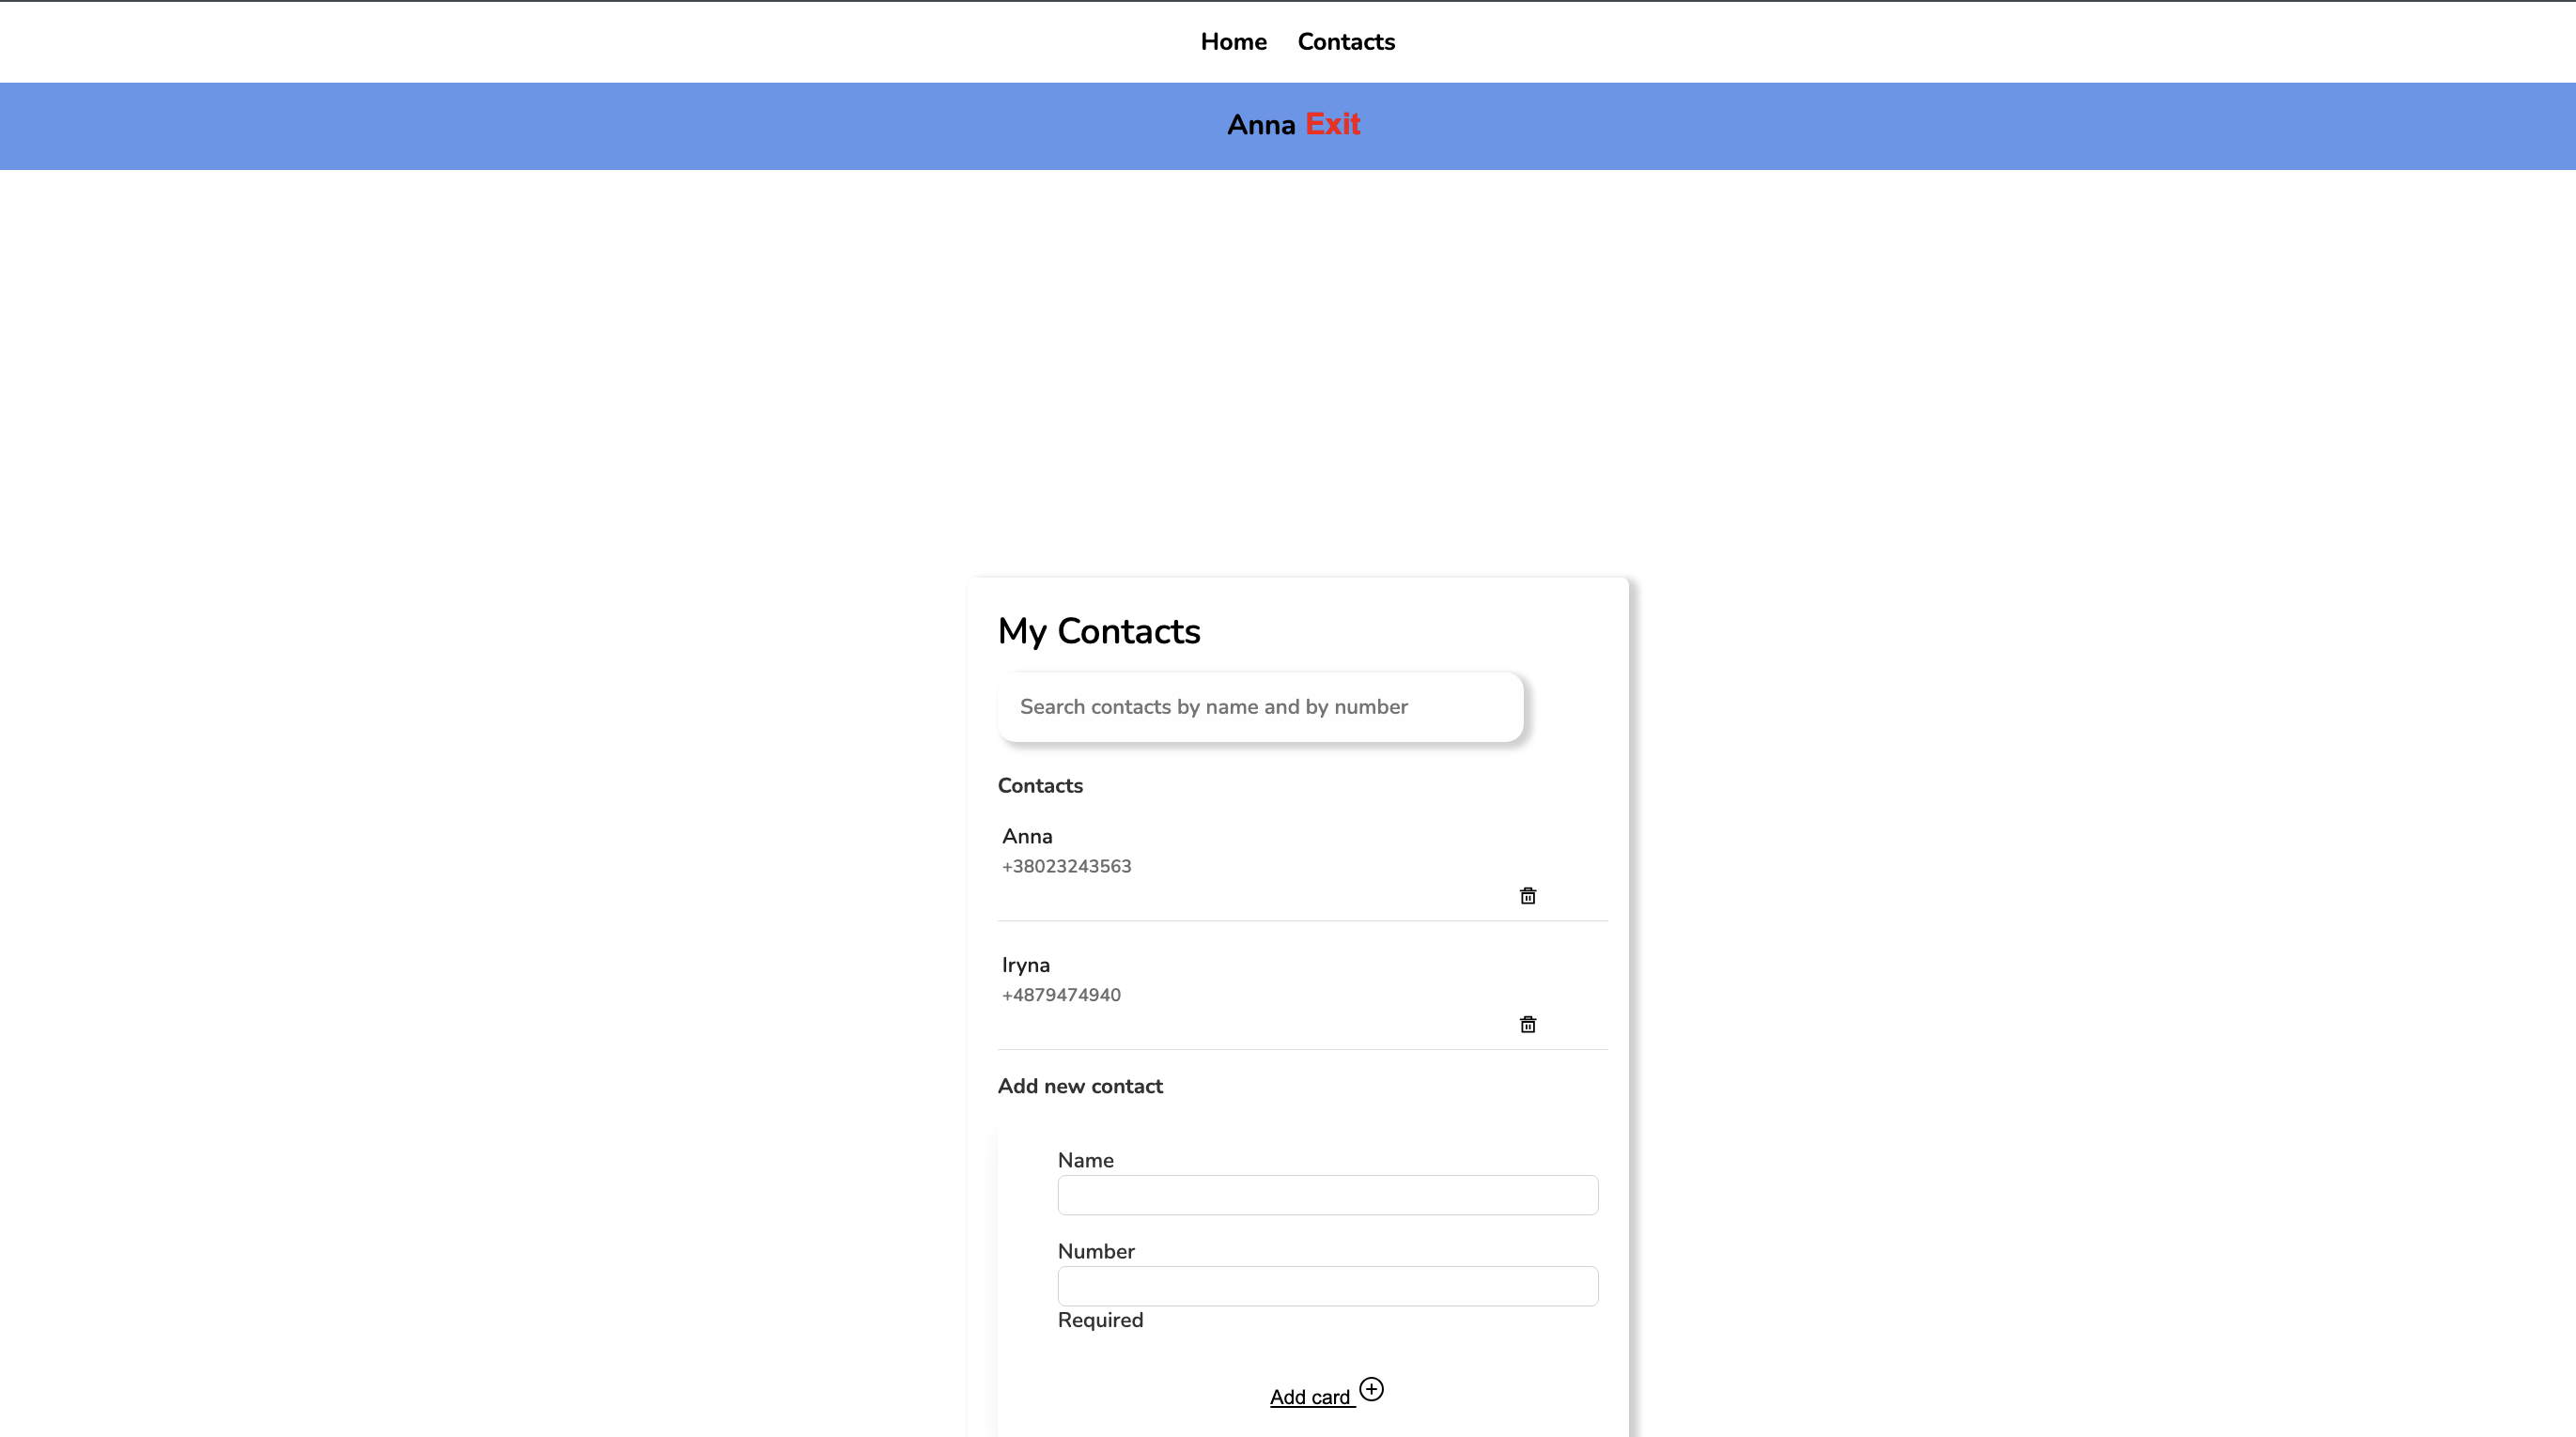 Home Contacts
Anna Exit
My Contacts
Search contacts by name and by number
Contacts
Anna
+38023243563
Iryna
+4879474940
Add new contact
Name
Number
Required
Add card